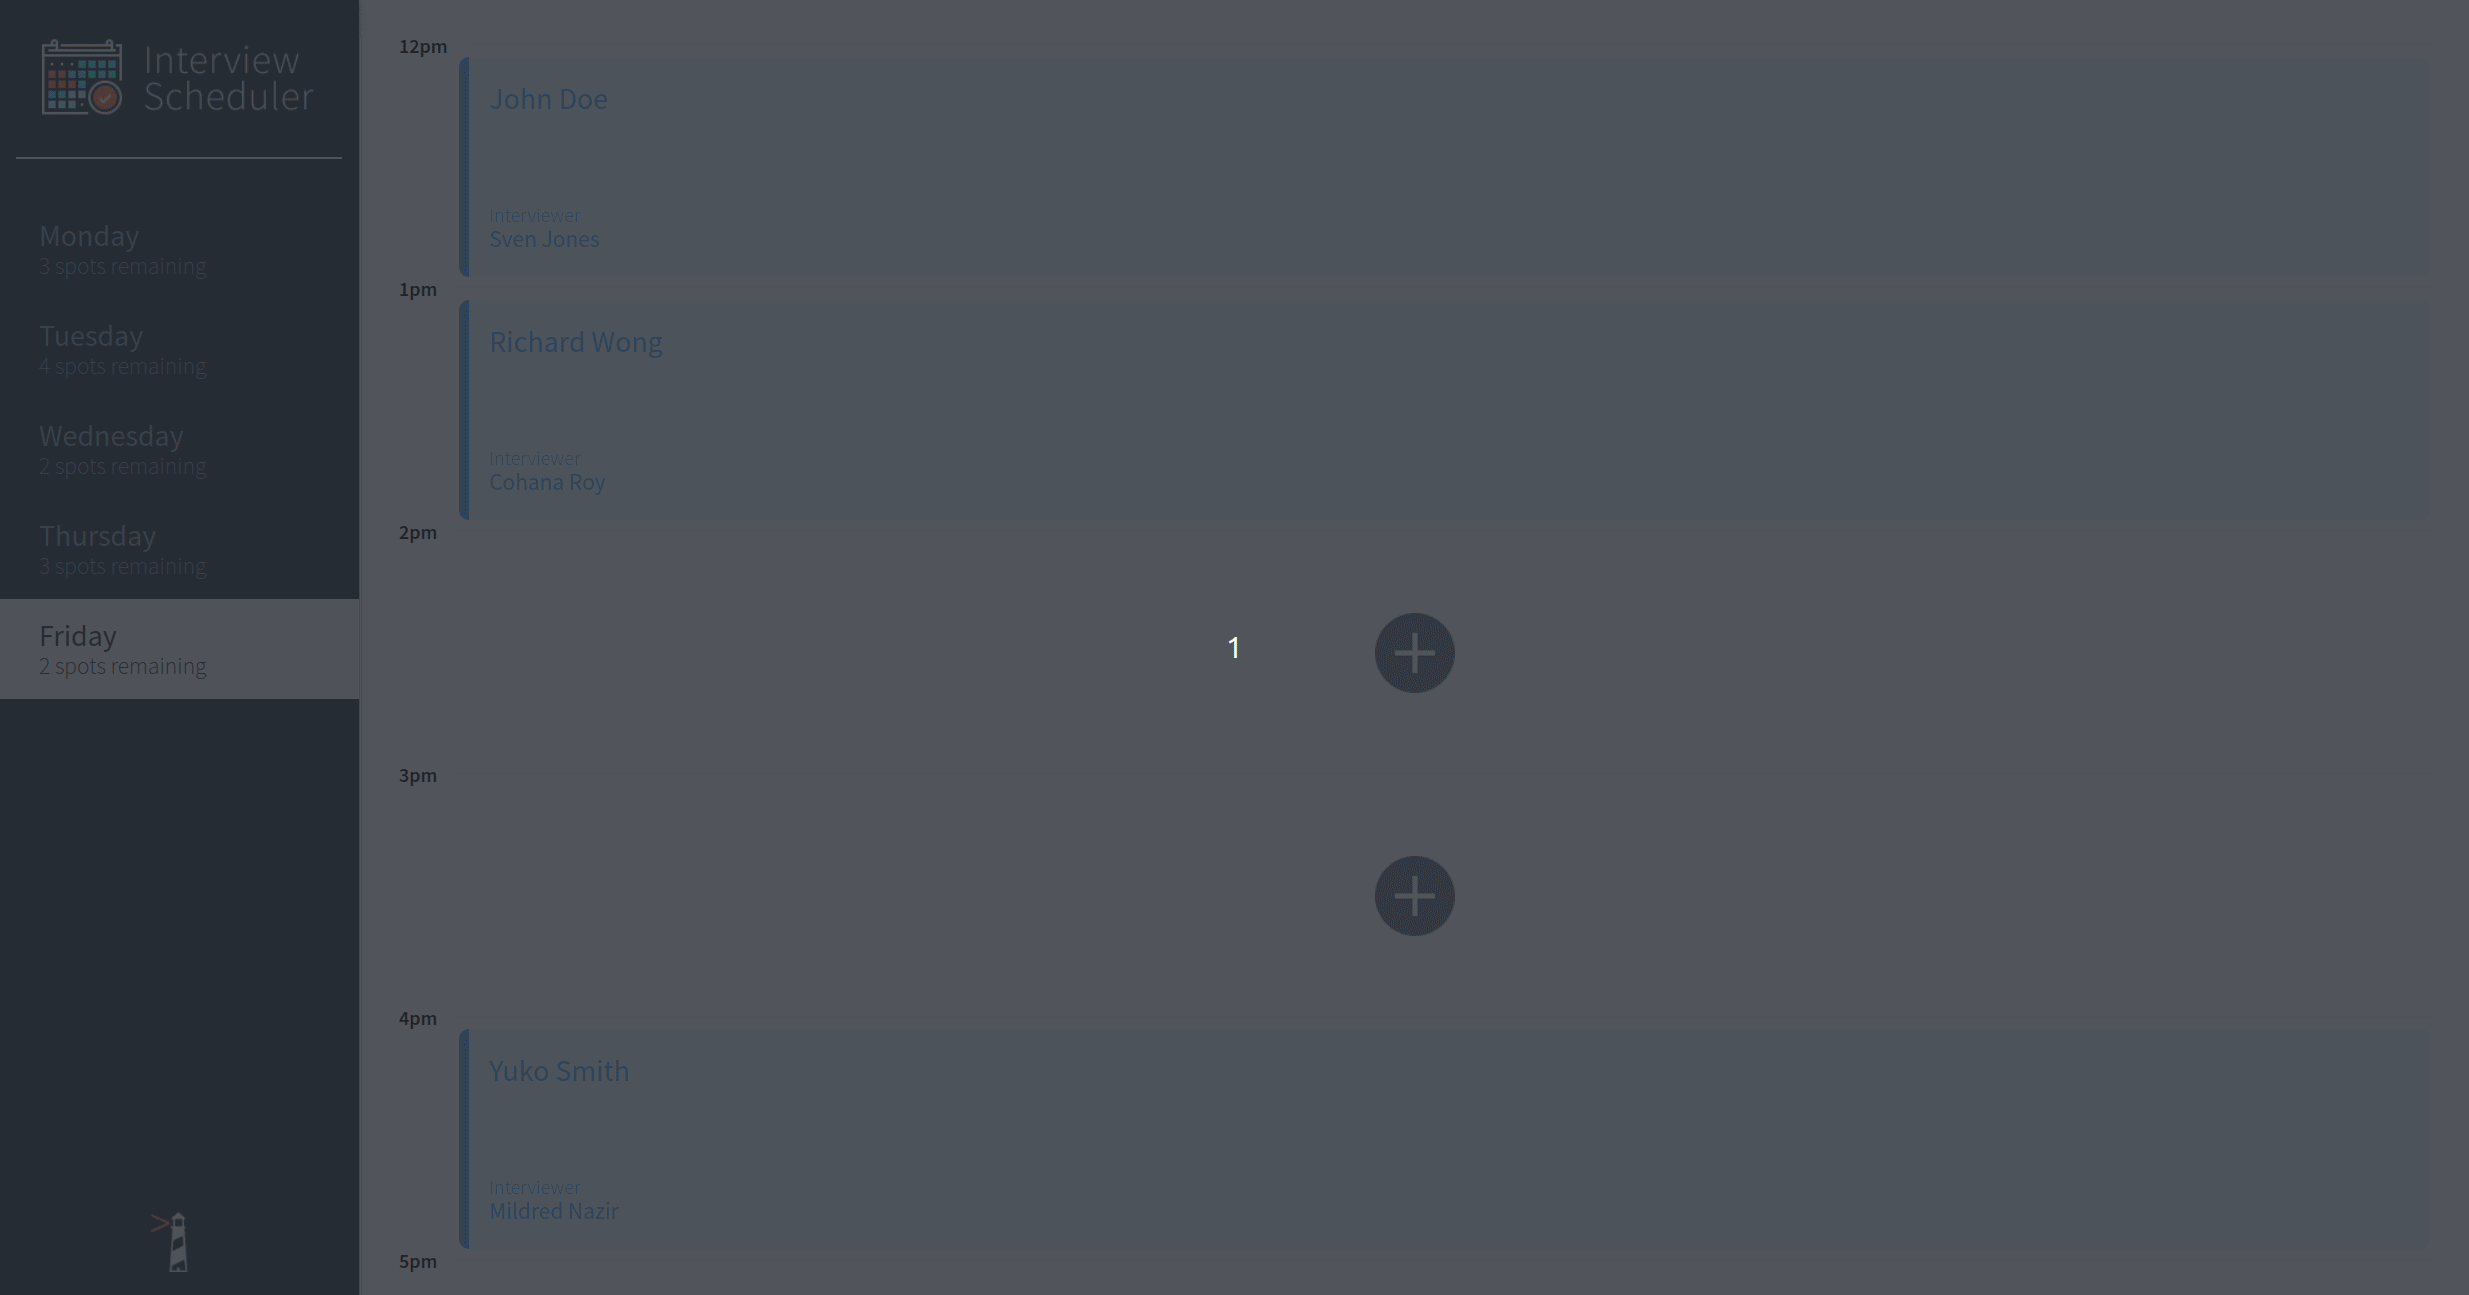 Interview
Scheduler
Monday
3 spots remaining
Tuesday
4 spots remaining
Wednesday
2 spots remaining
Thursday
3 spots remaining
Friday
2 spots remaining
>
12pm
John Doe
Interviewer
Sven Jones
1pm
Richard Wong
Interviewer
Cohana Roy
2pm
1
3pm
4pm
Yuko Smith
Interviewer
Mildred Nazir
5pm